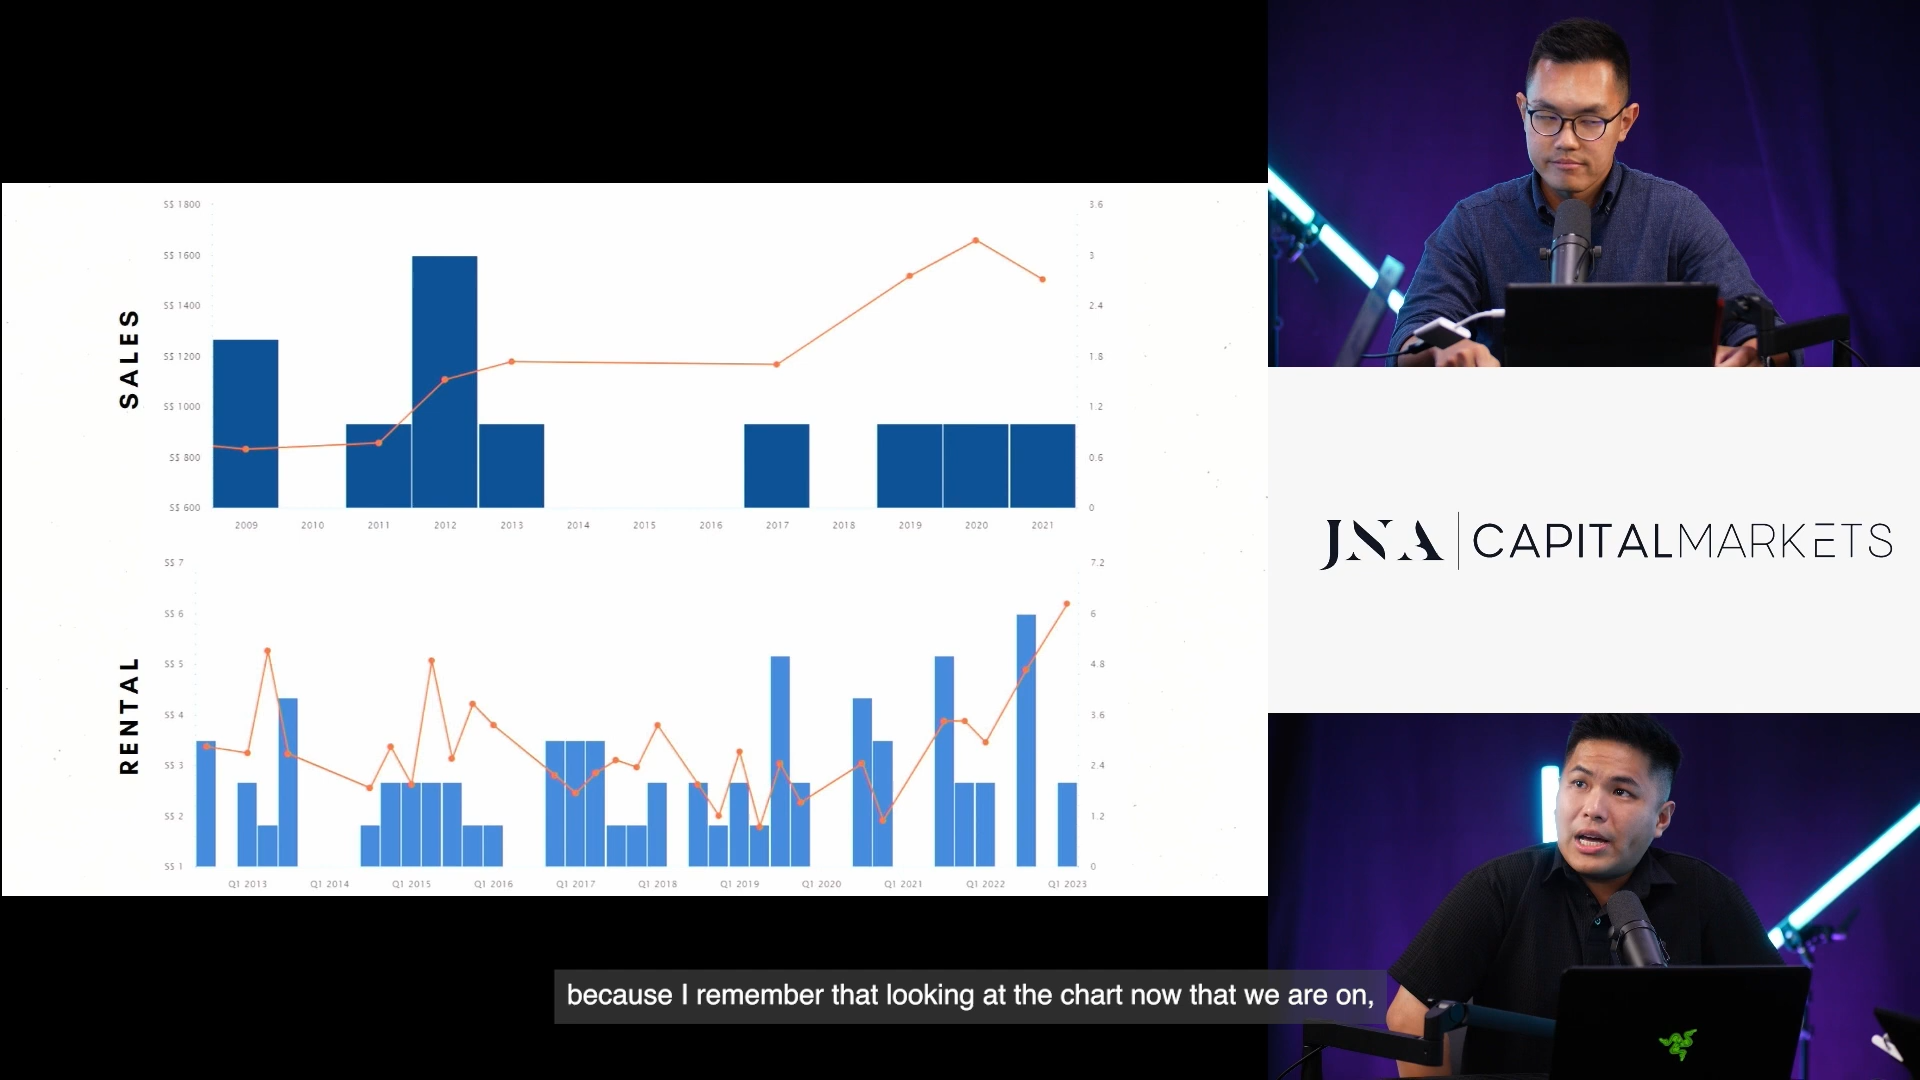 SALES
S$ 1800
S$ 1600
S$ 1400
S$ 1200
S$ 1000
S$ 800
S$ 600
3.6
3
2.4
1.8
1.2
0.6
0
2009 2010 2011 2012 2013 2014 2015 2016 2017 2018 2019 2020 2021
RENTAL
S$ 7
S$ 6
S$ 5
S$ 4
S$ 3
S$ 2
S$ 1
7.2
6
4.8
3.6
2.4
1.2
0
Q1 2013 Q1 2014 Q1 2015 Q1 2016 Q1 2017 Q1 2018 Q1 2019 Q1 2020 Q1 2021 Q1 2022 Q1 2023
JNA | CAPITALMARKETS
because I remember that looking at the chart now that we are on,